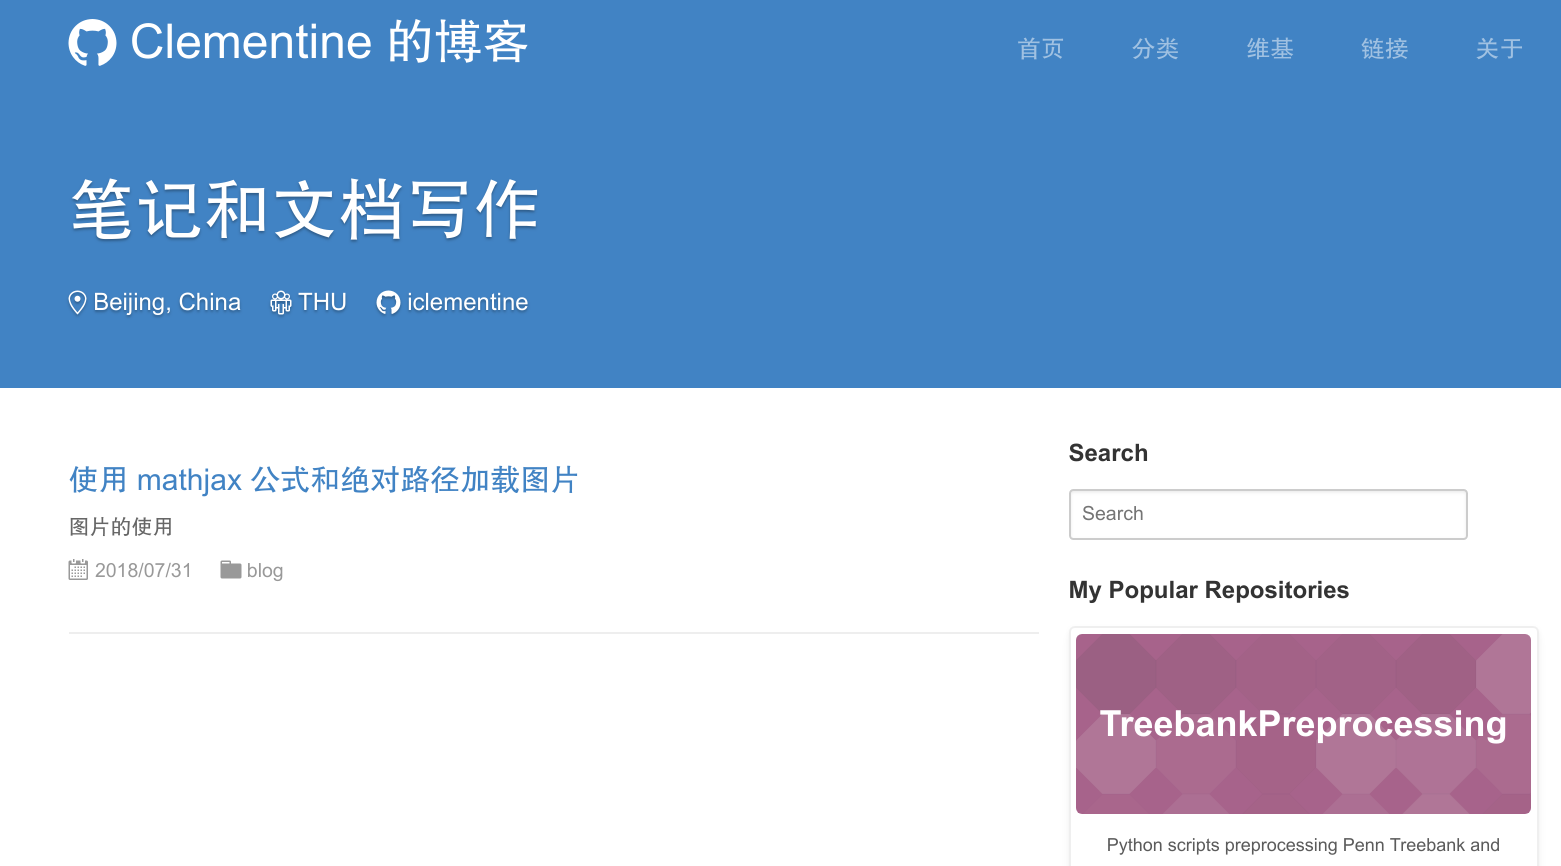 Clementine 的博客
首页 分类 维基 链接 关于
笔记和文档写作
Beijing, China THU iclementine
使用 mathjax 公式和绝对路径加载图片
图片的使用
2018/07/31 blog
Search
Search
My Popular Repositories
TreebankPreprocessing
Python scripts preprocessing Penn Treebank and